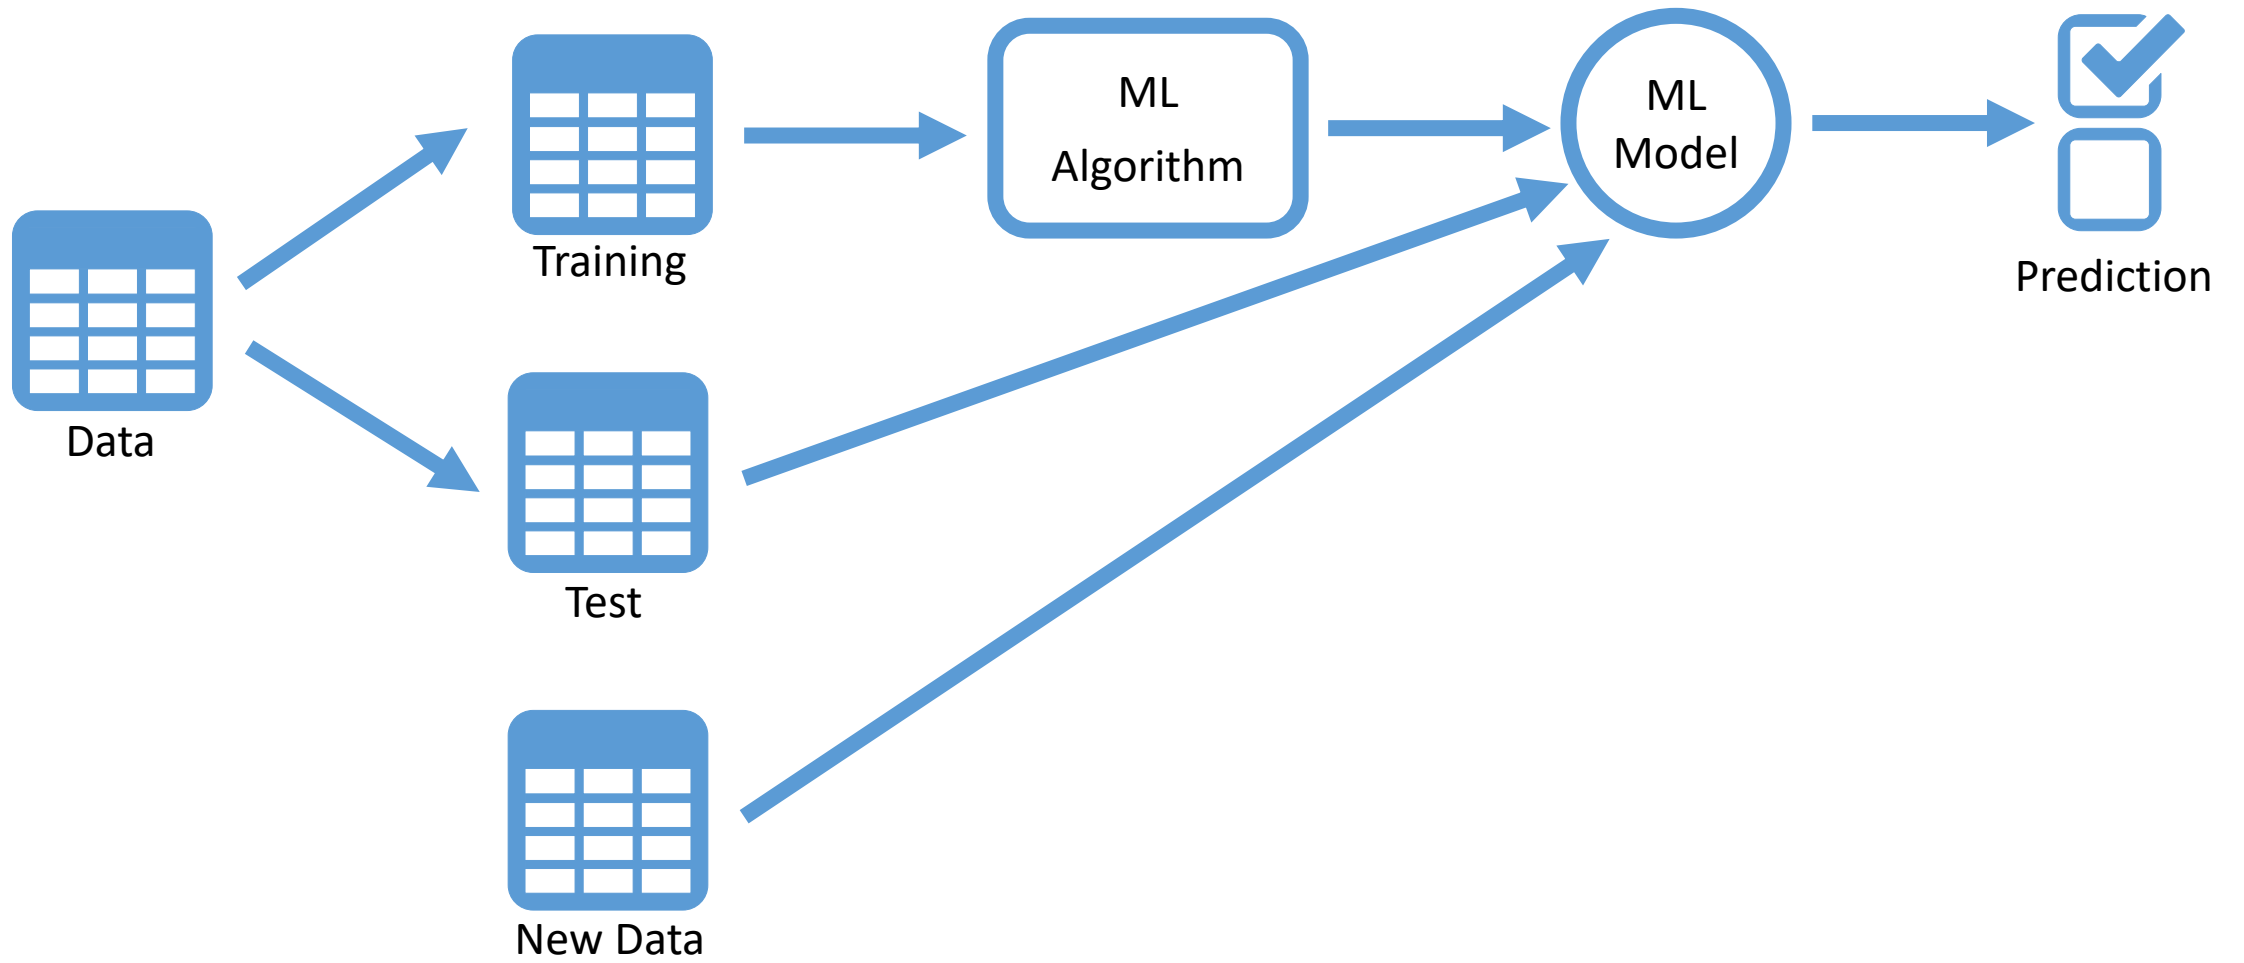 Data
Training
Test
New Data
ML
Algorithm
ML
Model
Prediction